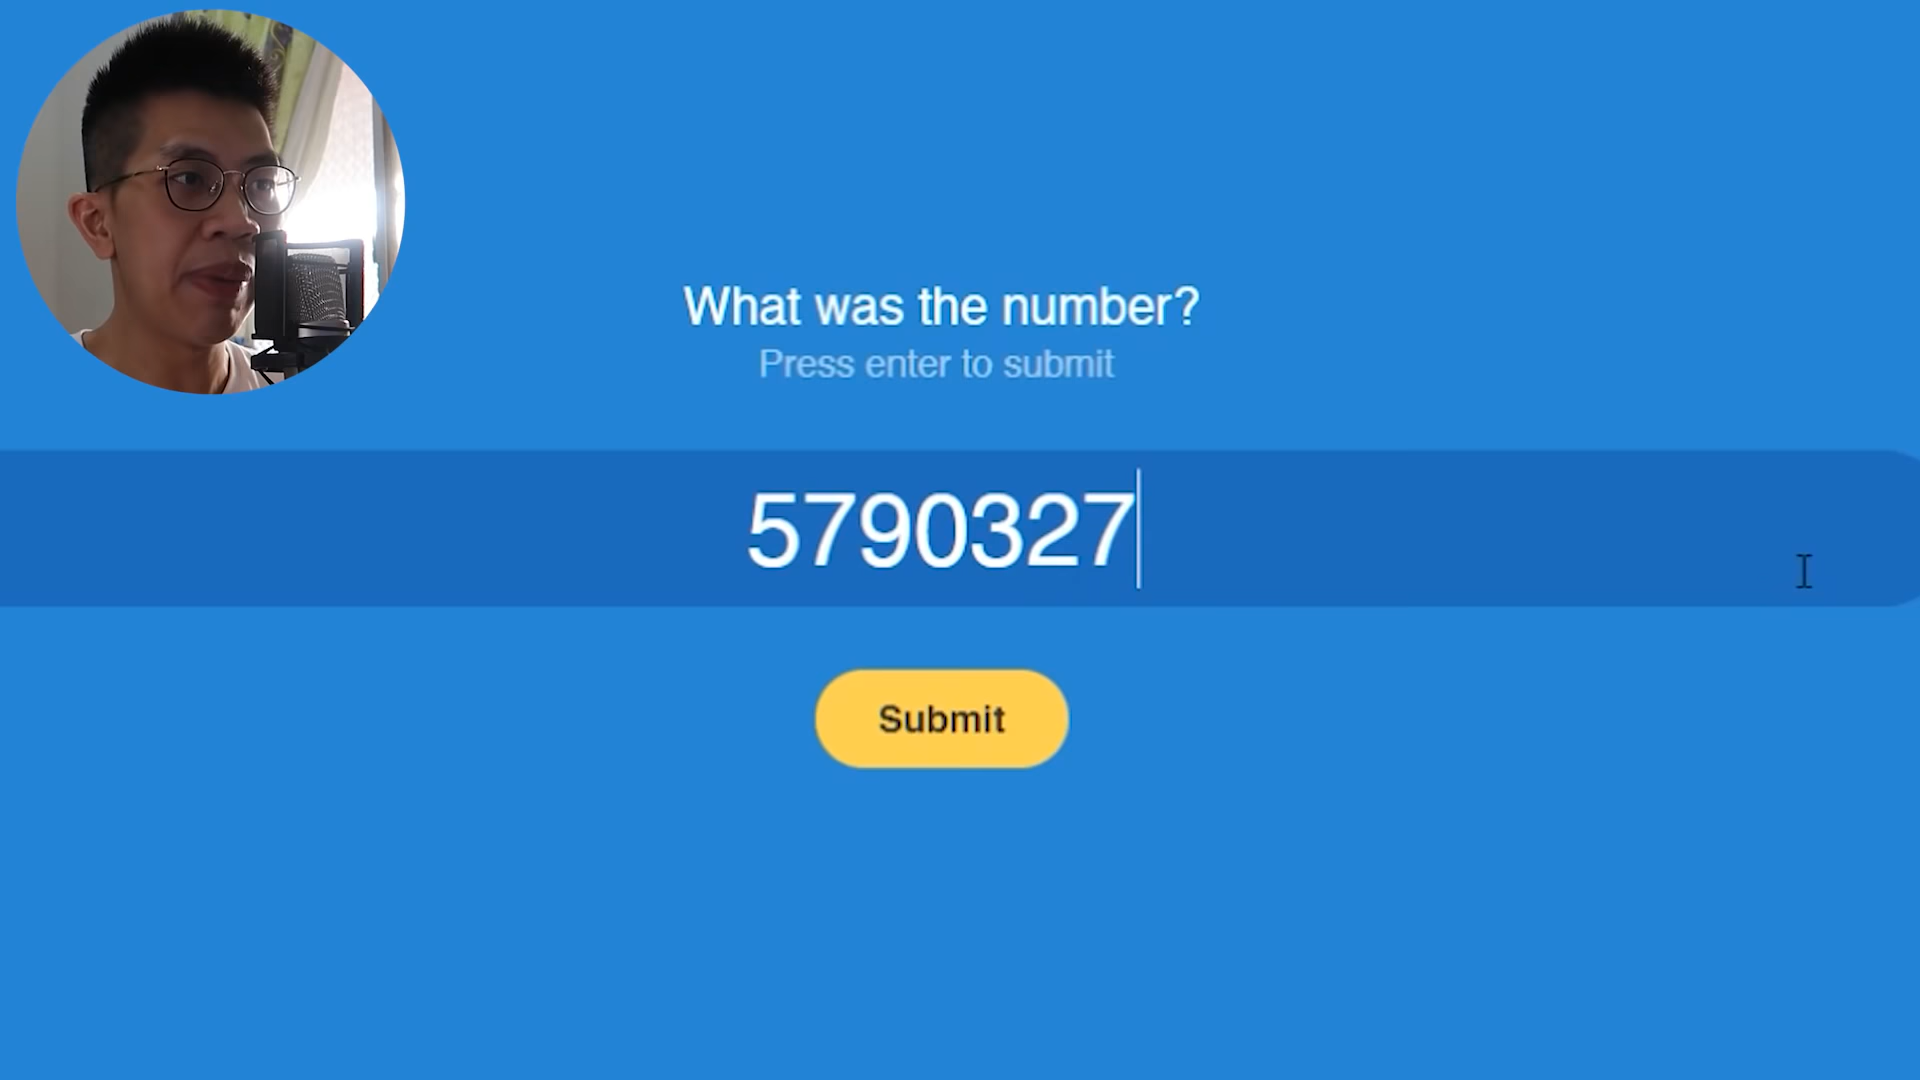 What was the number?
Press enter to submit
5790327
Submit